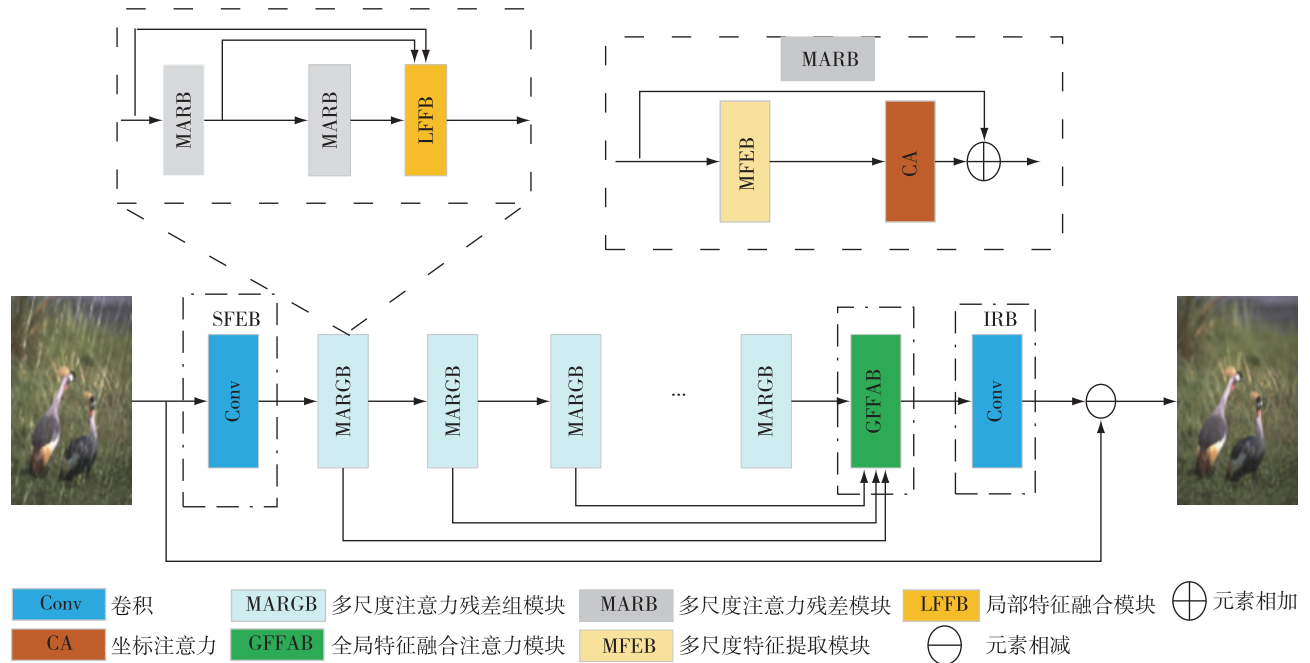 MARB
MARB
MARB
LFFB
MARB
MFEB
CA
SFEB
IRB
Conv
MARGB
MARGB
MARGB
...
MARGB
GFFAB
Conv
Conv 卷积 MARGB 多尺度注意力残差组模块 MARB 多尺度注意力残差模块 LFFB 局部特征融合模块 元素相加
CA 坐标注意力 GFFAB 全局特征融合注意力模块 MFEB 多尺度特征提取模块 元素相减